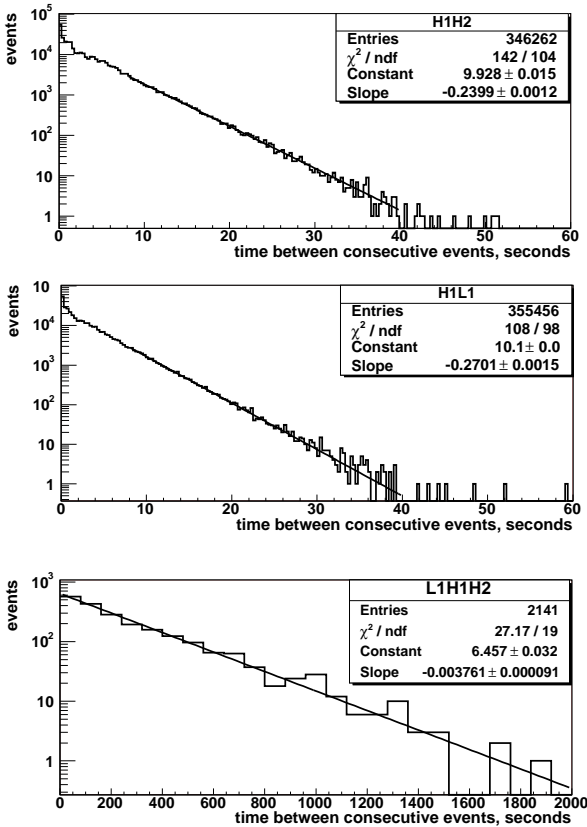 H1H2
Entries 346262
χ² / ndf 142 / 104
Constant 9.928 ± 0.015
Slope -0.2399 ± 0.0012
events
10⁵
10⁴
10³
10²
10
1
0 10 20 30 40 50 60
time between consecutive events, seconds
H1L1
Entries 355456
χ² / ndf 108 / 98
Constant 10.1 ± 0.0
Slope -0.2701 ± 0.0015
events
10
10⁴
10³
10²
10
1
0 10 20 30 40 50 60
time between consecutive events, seconds
L1H1H2
Entries 2141
χ² / ndf 27.17 / 19
Constant 6.457 ± 0.032
Slope -0.003761 ± 0.000091
events
10³
10²
10
1
0 200 400 600 800 1000 1200 1400 1600 1800 2000
time between consecutive events, seconds